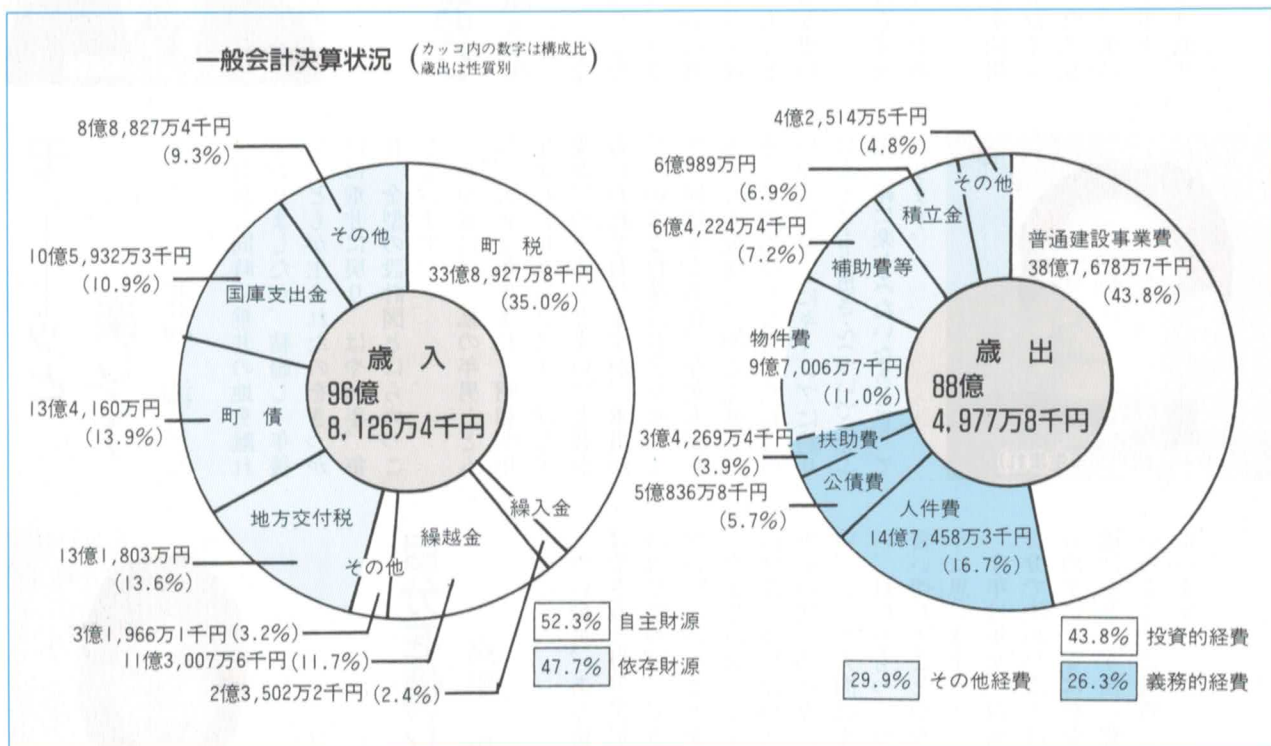 一般会計決算状況
(カッコ内の数字は構成比
歳出は性質別)
歳入
96億
8,126万4千円
町税
33億8,927万8千円
(35.0%)
繰入金
2億3,502万2千円(2.4%)
繰越金
11億3,007万6千円(11.7%)
その他
3億1,966万1千円(3.2%)
地方交付税
13億1,803万円
(13.6%)
町債
13億4,160万円
(13.9%)
国庫支出金
10億5,932万3千円
(10.9%)
その他
8億8,827万4千円
(9.3%)
52.3% 自主財源
47.7% 依存財源
歳出
88億
4,977万8千円
普通建設事業費
38億7,678万7千円
(43.8%)
人件費
14億7,458万3千円
(16.7%)
公債費
5億836万8千円
(5.7%)
扶助費
3億4,269万4千円
(3.9%)
物件費
9億7,006万7千円
(11.0%)
補助費等
6億4,224万4千円
(7.2%)
積立金
6億989万円
(6.9%)
その他
4億2,514万5千円
(4.8%)
43.8% 投資的経費
29.9% その他経費
26.3% 義務的経費